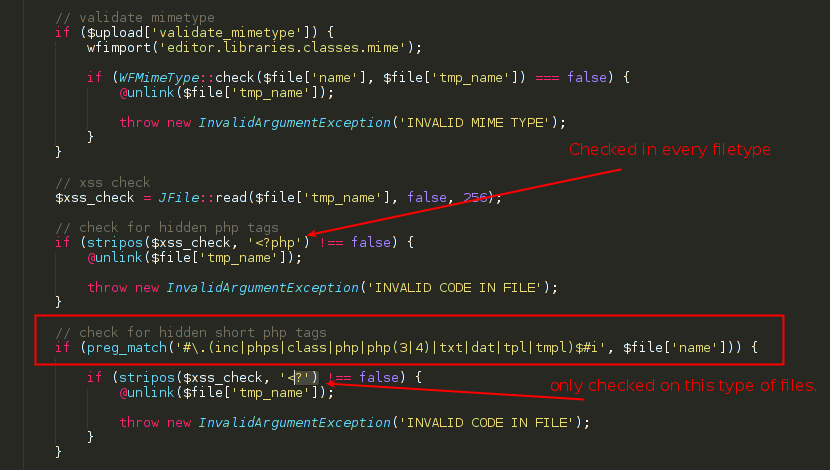 // validate mimetype
if ($upload['validate_mimetype']) {
wfimport('editor.libraries.classes.mime');
if (WFMimeType::check($file['name'], $file['tmp_name']) === false) {
@unlink($file['tmp_name']);
throw new InvalidArgumentException('INVALID MIME TYPE');
}
}
Checked in every filetype
// xss check
$xss_check = JFile::read($file['tmp_name'], false, 256);
// check for hidden php tags
if (stripos($xss_check, '<?php') !== false) {
@unlink($file['tmp_name']);
throw new InvalidArgumentException('INVALID CODE IN FILE');
}
// check for hidden short php tags
if (preg_match('#\.(inc|phps|class|php|php(3|4)|txt|dat|tpl|tmpl)$#i', $file['name'])) {
if (stripos($xss_check, '<?') !== false) {
only checked on this type of files.
@unlink($file['tmp_name']);
throw new InvalidArgumentException('INVALID CODE IN FILE');
}
}